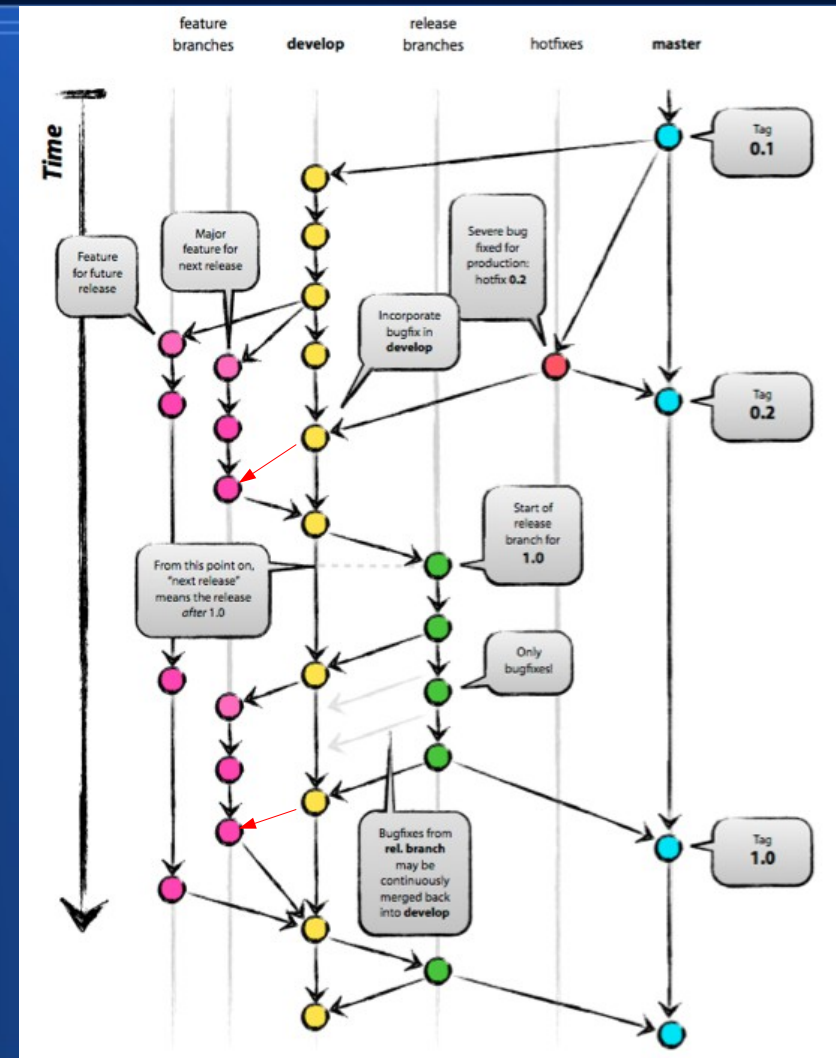 feature
branches
develop
release
branches
hotfixes
master
Time
Tag
0.1
Feature
for future
release
Major
feature for
next release
Severe bug
fixed for
production:
hotfix 0.2
Incorporate
bugfix in
develop
Tag
0.2
Start of
release
branch for
1.0
From this point on,
"next release"
means the release
after 1.0
Only
bugfixes!
Bugfixes from
rel. branch
may be
continuously
merged back
into develop
Tag
1.0